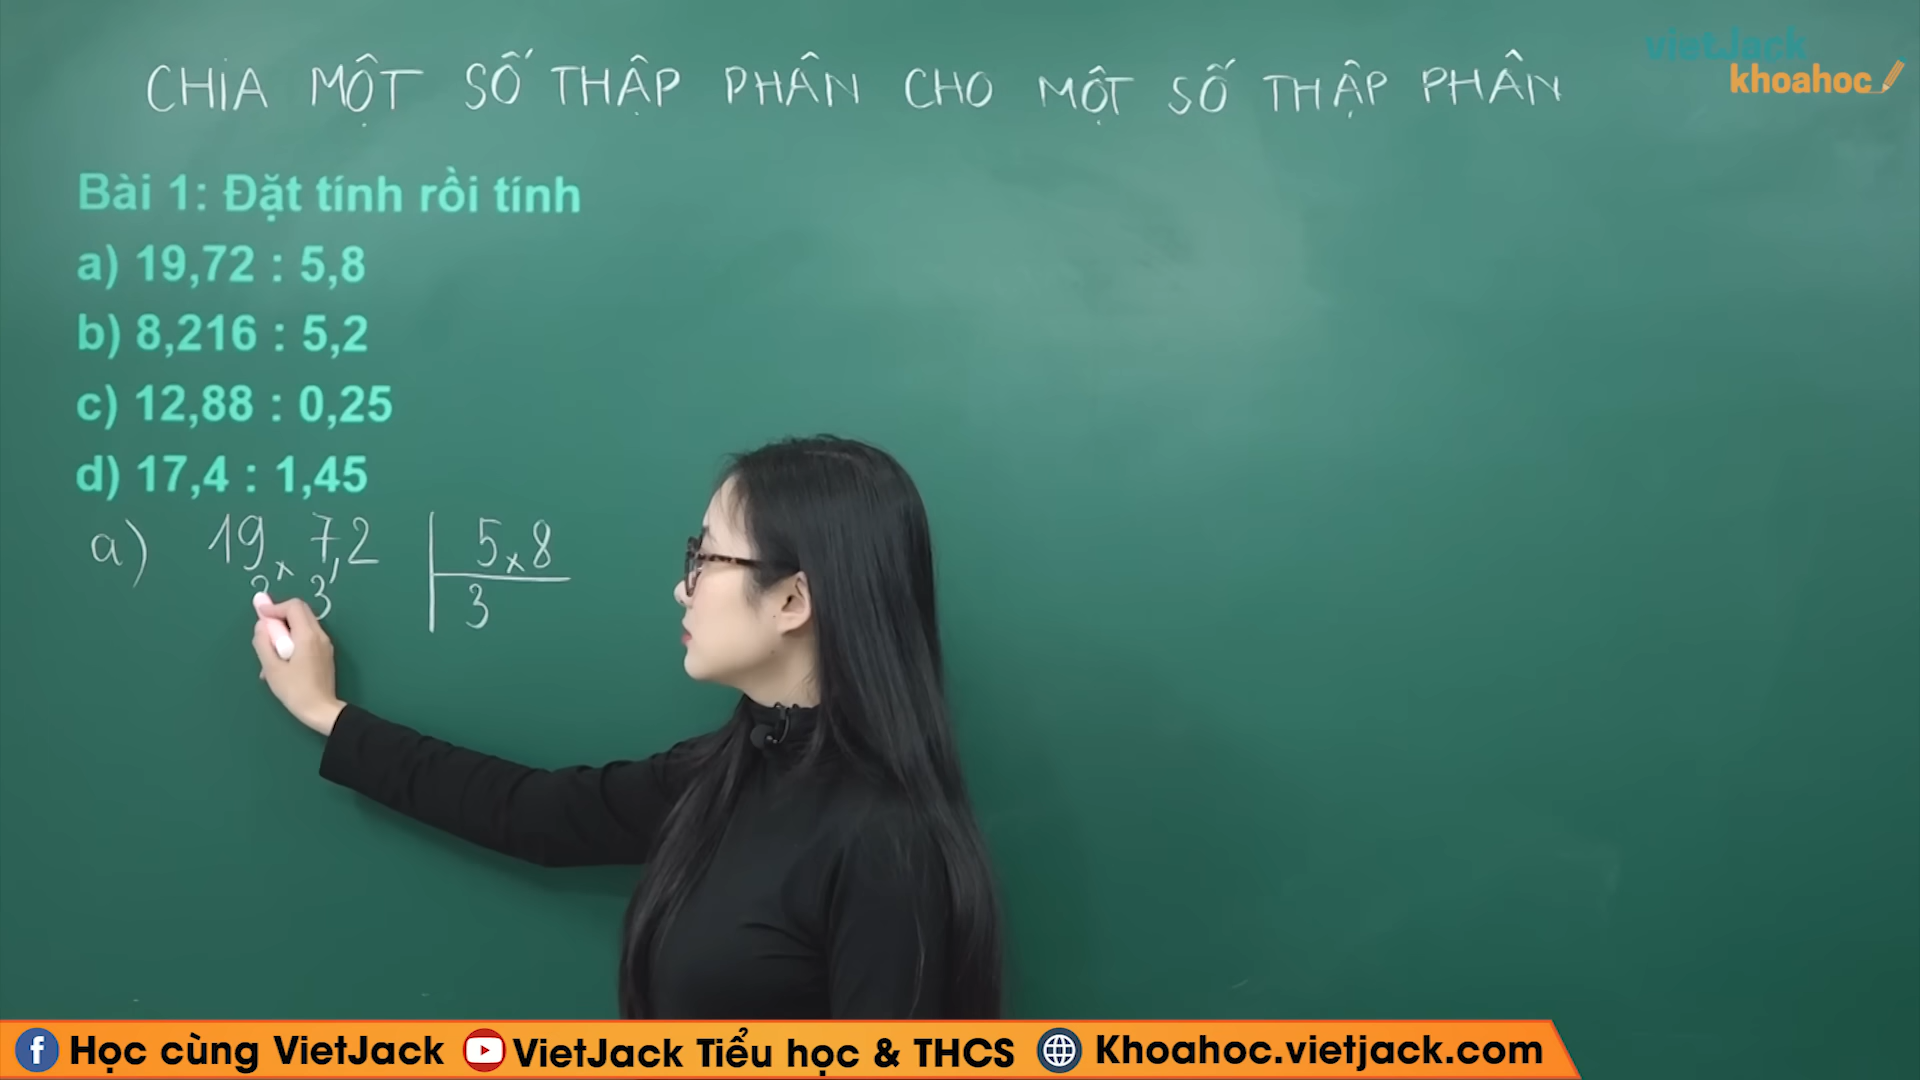 vietJack
khoahoc
CHIA MỘT SỐ THẬP PHÂN CHO MỘT SỐ THẬP PHÂN
Bài 1: Đặt tính rồi tính
a) 19,72 : 5,8
b) 8,216 : 5,2
c) 12,88 : 0,25
d) 17,4 : 1,45
a) 19 7,2 5 8
3 3
Học cùng VietJack VietJack Tiểu học & THCS Khoahoc.vietjack.com